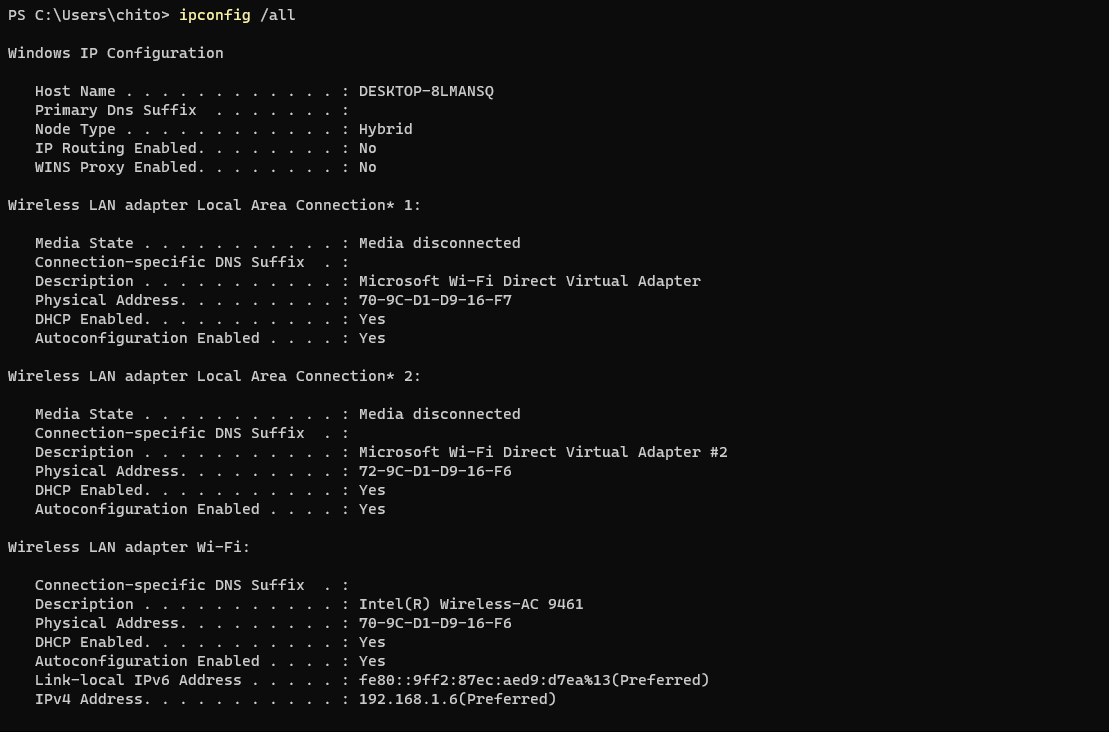 PS C:\Users\chito> ipconfig /all
Windows IP Configuration
Host Name . . . . . . . . . . . . : DESKTOP-8LMANSQ
Primary Dns Suffix  . . . . . . . :
Node Type . . . . . . . . . . . . : Hybrid
IP Routing Enabled. . . . . . . . : No
WINS Proxy Enabled. . . . . . . . : No
Wireless LAN adapter Local Area Connection* 1:
Media State . . . . . . . . . . . : Media disconnected
Connection-specific DNS Suffix  . :
Description . . . . . . . . . . . : Microsoft Wi-Fi Direct Virtual Adapter
Physical Address. . . . . . . . . : 70-9C-D1-D9-16-F7
DHCP Enabled. . . . . . . . . . . : Yes
Autoconfiguration Enabled . . . . : Yes
Wireless LAN adapter Local Area Connection* 2:
Media State . . . . . . . . . . . : Media disconnected
Connection-specific DNS Suffix  . :
Description . . . . . . . . . . . : Microsoft Wi-Fi Direct Virtual Adapter #2
Physical Address. . . . . . . . . : 72-9C-D1-D9-16-F6
DHCP Enabled. . . . . . . . . . . : Yes
Autoconfiguration Enabled . . . . : Yes
Wireless LAN adapter Wi-Fi:
Connection-specific DNS Suffix  . :
Description . . . . . . . . . . . : Intel(R) Wireless-AC 9461
Physical Address. . . . . . . . . : 70-9C-D1-D9-16-F6
DHCP Enabled. . . . . . . . . . . : Yes
Autoconfiguration Enabled . . . . : Yes
Link-local IPv6 Address . . . . . : fe80::9ff2:87ec:aed9:d7ea%13(Preferred)
IPv4 Address. . . . . . . . . . . : 192.168.1.6(Preferred)